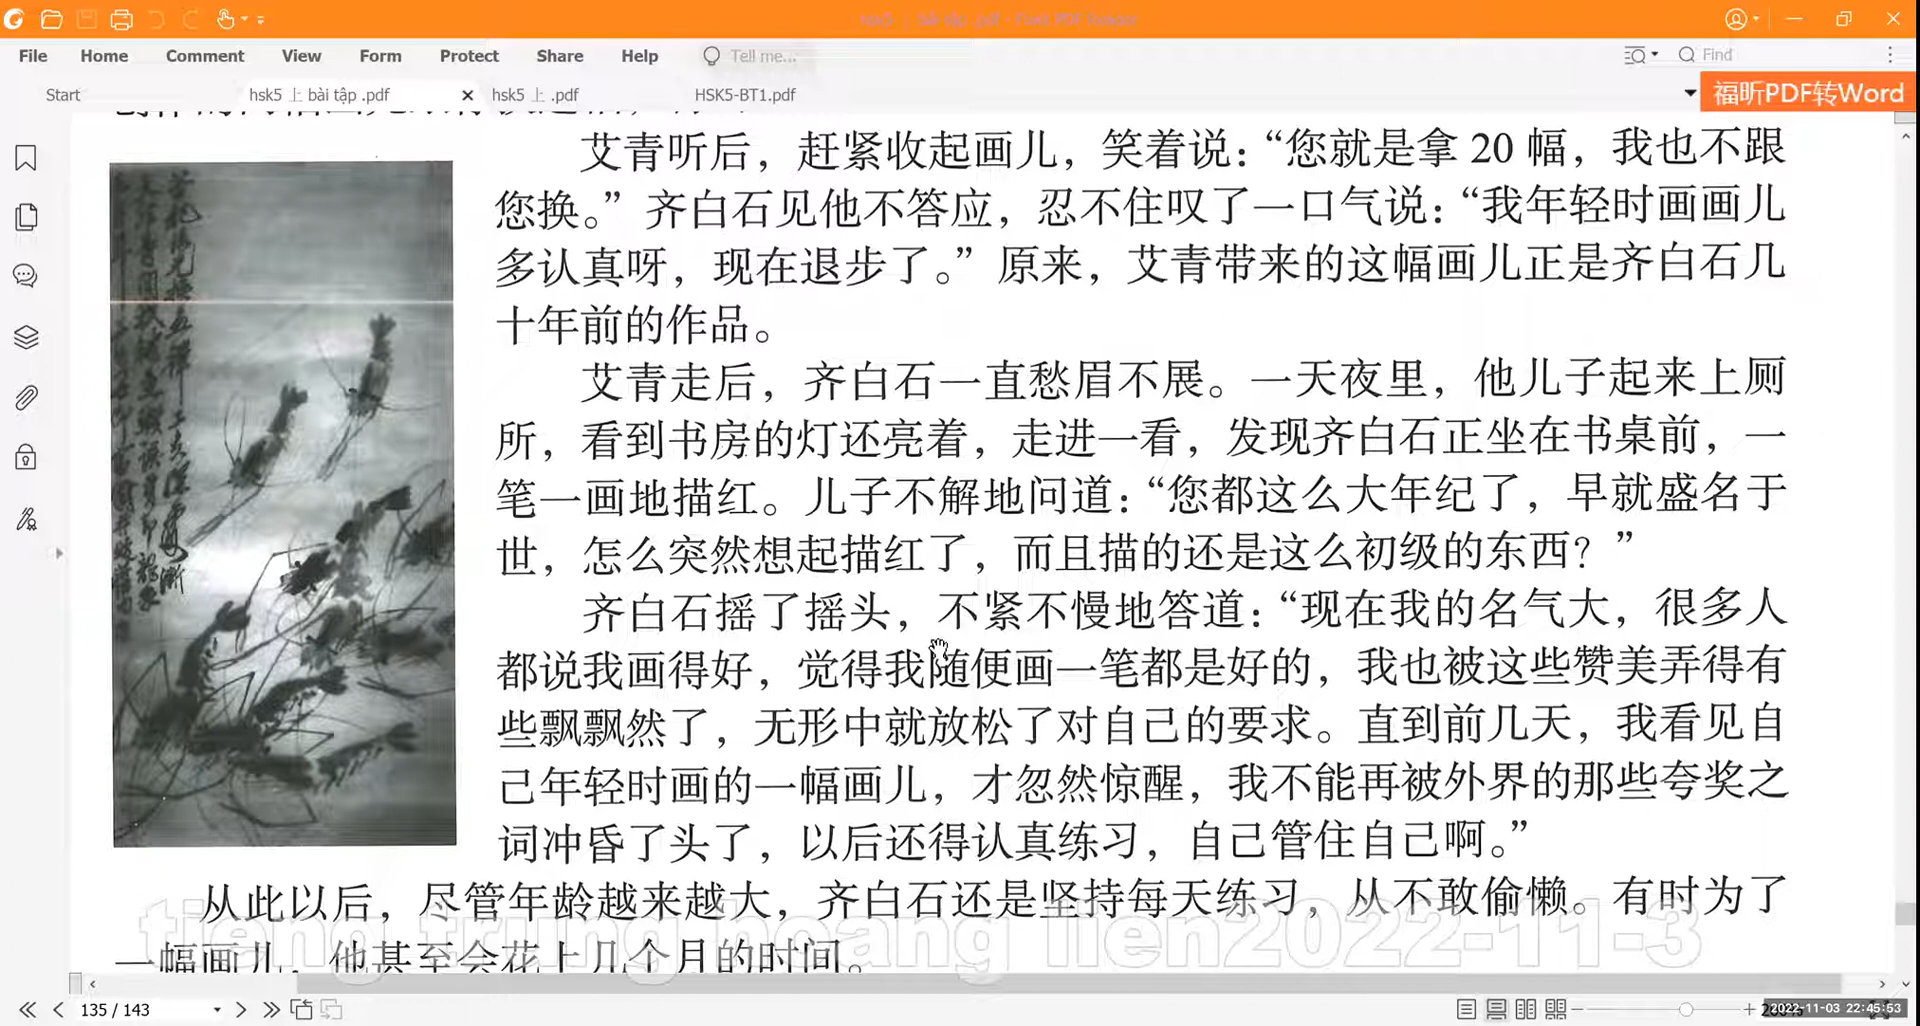 hsk5 上 bài tập .pdf - Foxit PDF Reader
File Home Comment View Form Protect Share Help Tell me... Find
Start hsk5 上 bài tập .pdf hsk5 上 .pdf HSK5-BT1.pdf 福昕PDF转Word
艾青听后，赶紧收起画儿，笑着说：“您就是拿 20 幅，我也不跟
您换。”齐白石见他不答应，忍不住叹了一口气说：“我年轻时画画儿
多认真呀，现在退步了。”原来，艾青带来的这幅画儿正是齐白石几
十年前的作品。
艾青走后，齐白石一直愁眉不展。一天夜里，他儿子起来上厕
所，看到书房的灯还亮着，走进一看，发现齐白石正坐在书桌前，一
笔一画地描红。儿子不解地问道：“您都这么大年纪了，早就盛名于
世，怎么突然想起描红了，而且描的还是这么初级的东西？”
齐白石摇了摇头，不紧不慢地答道：“现在我的名气大，很多人
都说我画得好，觉得我随便画一笔都是好的，我也被这些赞美弄得有
些飘飘然了，无形中就放松了对自己的要求。直到前几天，我看见自
己年轻时画的一幅画儿，才忽然惊醒，我不能再被外界的那些夸奖之
词冲昏了头了，以后还得认真练习，自己管住自己啊。”
从此以后，尽管年龄越来越大，齐白石还是坚持每天练习，从不敢偷懒。有时为了
一幅画儿，他甚至会花上几个月的时间。
tieng trung hoang lien2022-11-3
135 / 143
2022-11-03 22:45:53